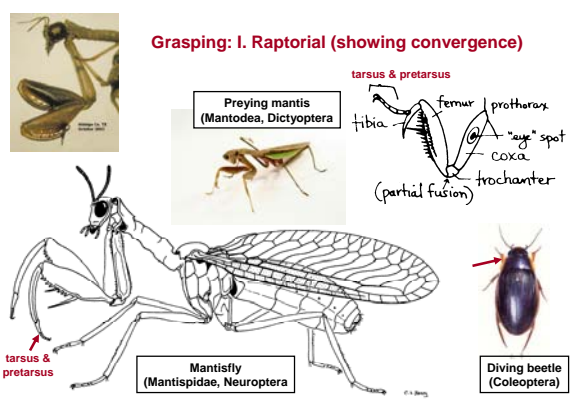 Grasping: I. Raptorial (showing convergence)
tarsus & pretarsus
Preying mantis
(Mantodea, Dictyoptera
femur
prothorax
tibia
"eye" spot
coxa
trochanter
(partial fusion)
tarsus &
pretarsus
Mantisfly
(Mantispidae, Neuroptera
Diving beetle
(Coleoptera)